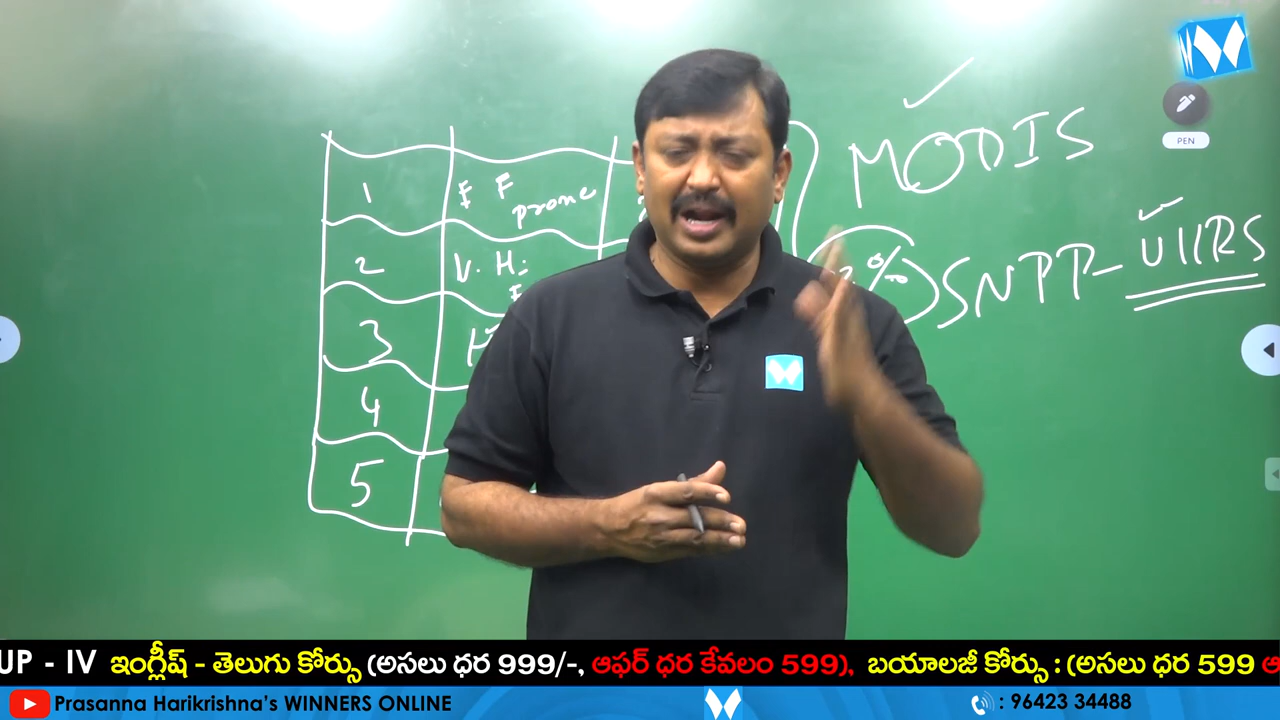 PEN
MODIS
SNPP-VIIRS
%
1
F F
prone
2
V. H.
3
H
4
5
UP - IV ఇంగ్లీష్ - తెలుగు కోర్సు (అసలు ధర 999/-, ఆఫర్ ధర కేవలం 599), బయాలజీ కోర్సు : (అసలు ధర 599
Prasanna Harikrishna's WINNERS ONLINE : 96423 34488